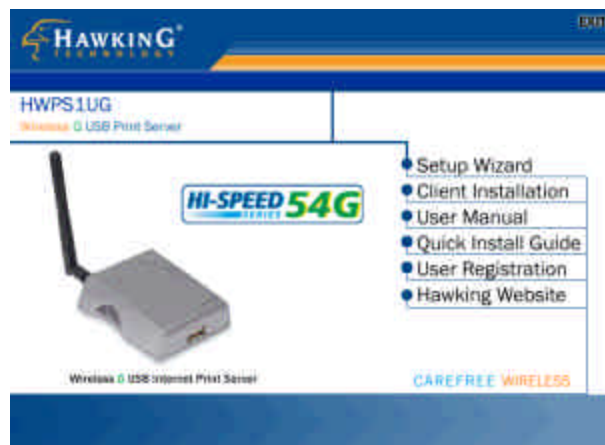 HAWKING
TECHNOLOGY
EXIT
HWPS1UG
Wireless G USB Print Server
HI-SPEED 54G
SERIES
Setup Wizard
Client Installation
User Manual
Quick Install Guide
User Registration
Hawking Website
Wireless G USB Internet Print Server
CAREFREE WIRELESS